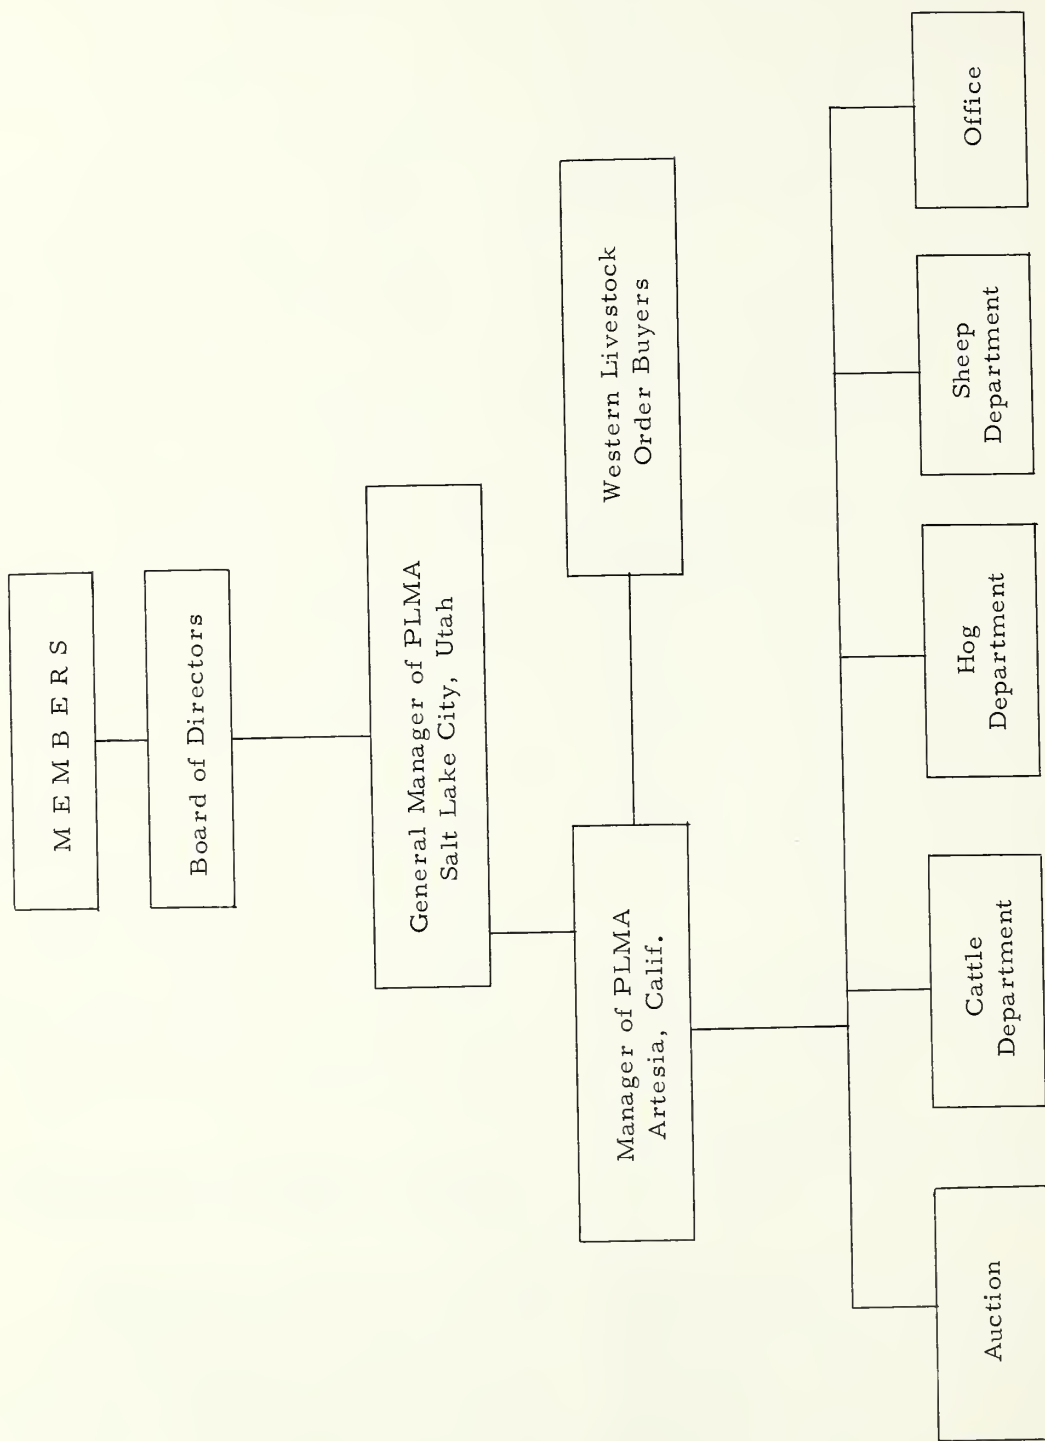 M E M B E R S
Board of Directors
General Manager of PLMA
Salt Lake City, Utah
Manager of PLMA
Artesia, Calif.
Western Livestock
Order Buyers
Auction
Cattle
Department
Hog
Department
Sheep
Department
Office